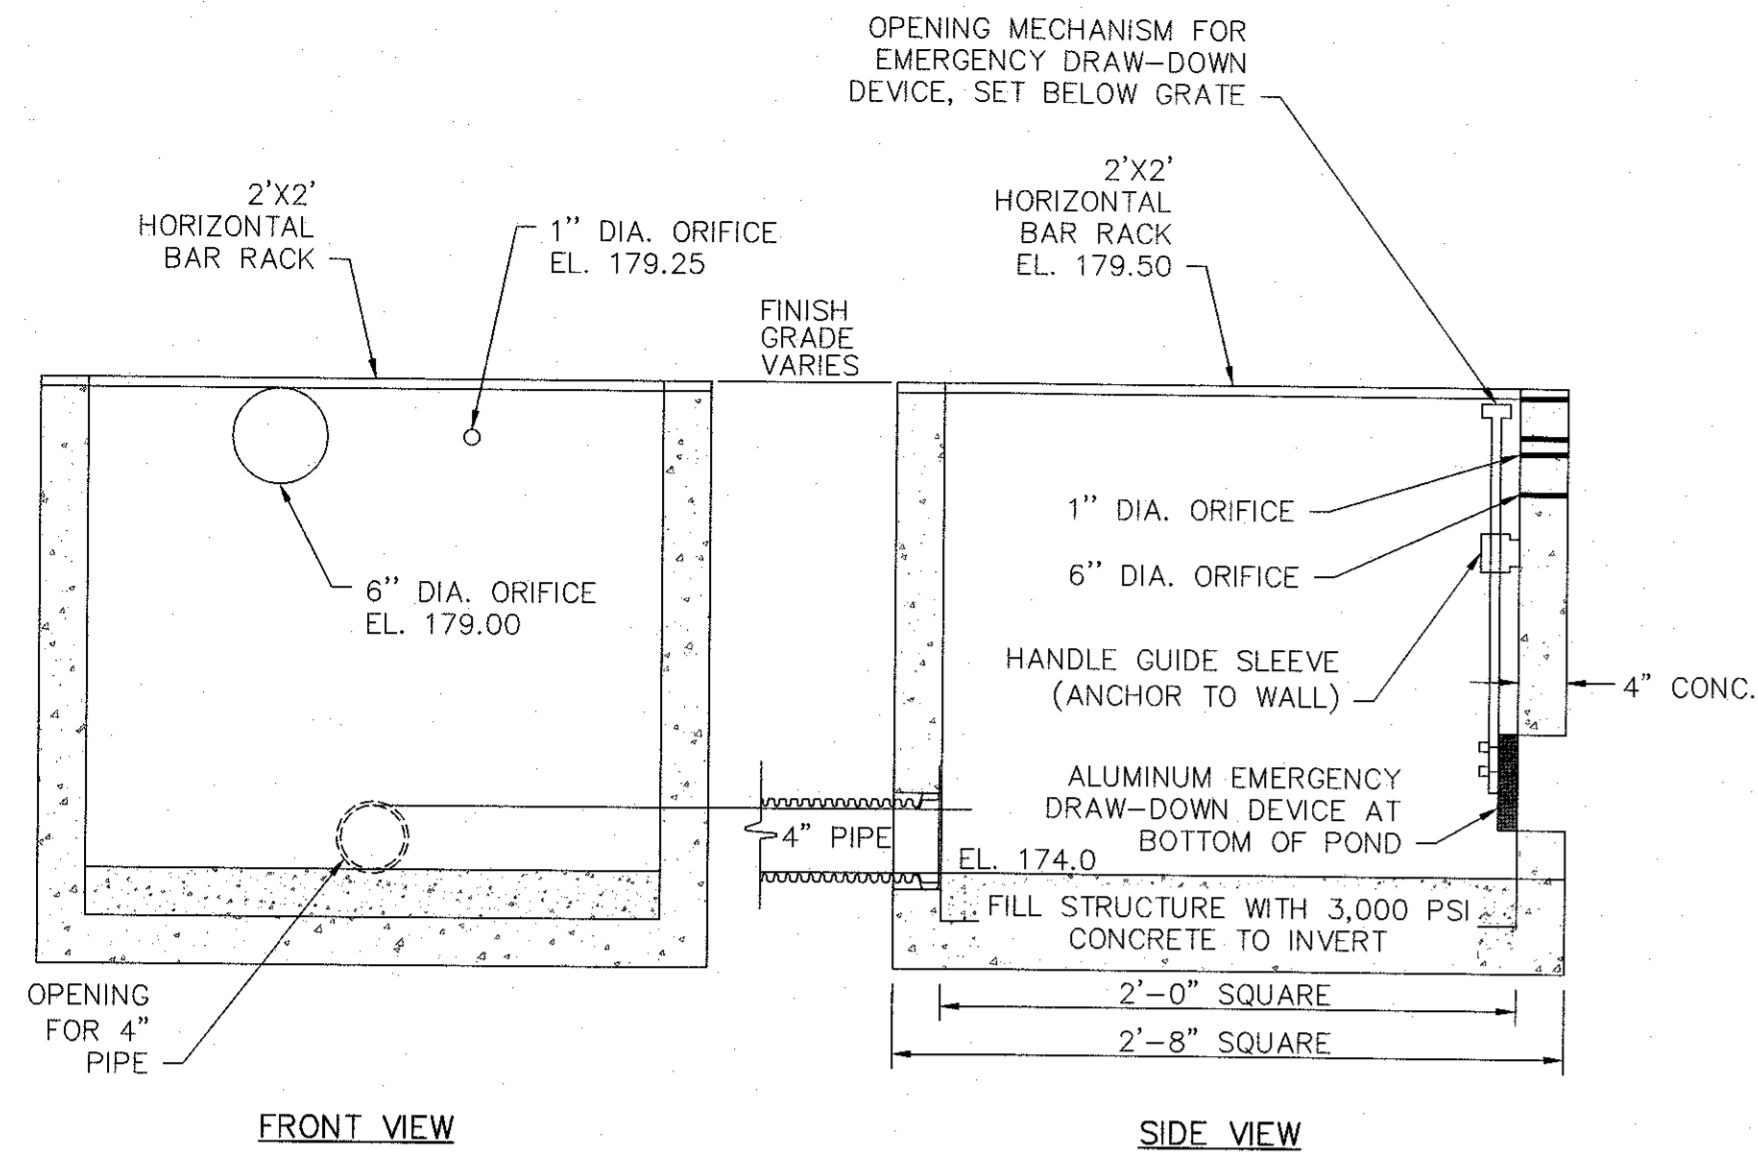 OPENING MECHANISM FOR
EMERGENCY DRAW-DOWN
DEVICE, SET BELOW GRATE
2'X2'
HORIZONTAL
BAR RACK
1'' DIA. ORIFICE
EL. 179.25
2'X2'
HORIZONTAL
BAR RACK
EL. 179.50
FINISH
GRADE
VARIES
6'' DIA. ORIFICE
EL. 179.00
1'' DIA. ORIFICE
6'' DIA. ORIFICE
HANDLE GUIDE SLEEVE
(ANCHOR TO WALL)
4" CONC.
ALUMINUM EMERGENCY
DRAW-DOWN DEVICE AT
BOTTOM OF POND
4" PIPE
EL. 174.0
FILL STRUCTURE WITH 3,000 PSI
CONCRETE TO INVERT
OPENING
FOR 4"
PIPE
2'-0" SQUARE
2'-8" SQUARE
FRONT VIEW
SIDE VIEW